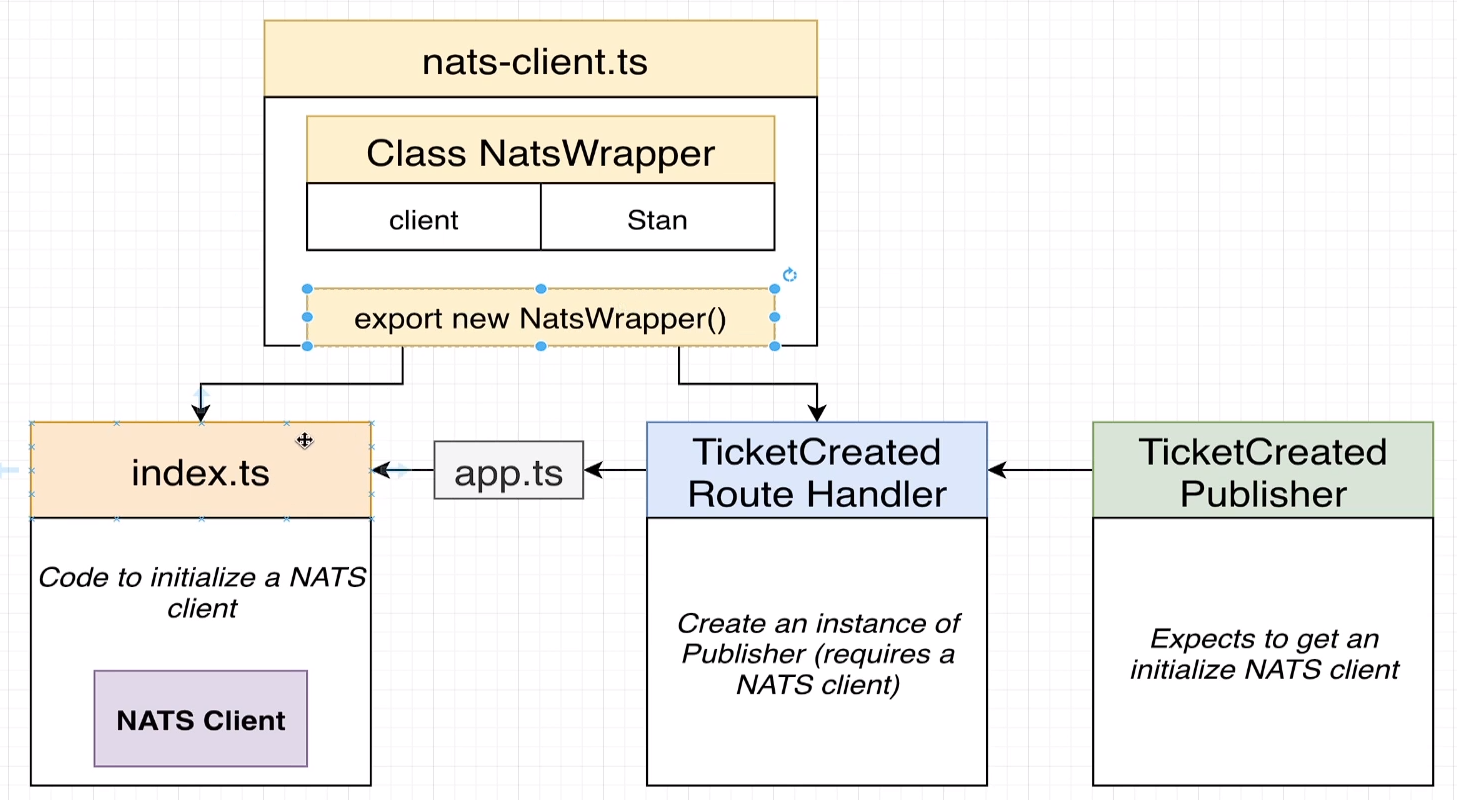 nats-client.ts
Class NatsWrapper
client
Stan
export new NatsWrapper()
index.ts
app.ts
TicketCreated
Route Handler
TicketCreated
Publisher
Code to initialize a NATS
client
NATS Client
Create an instance of
Publisher (requires a
NATS client)
Expects to get an
initialize NATS client